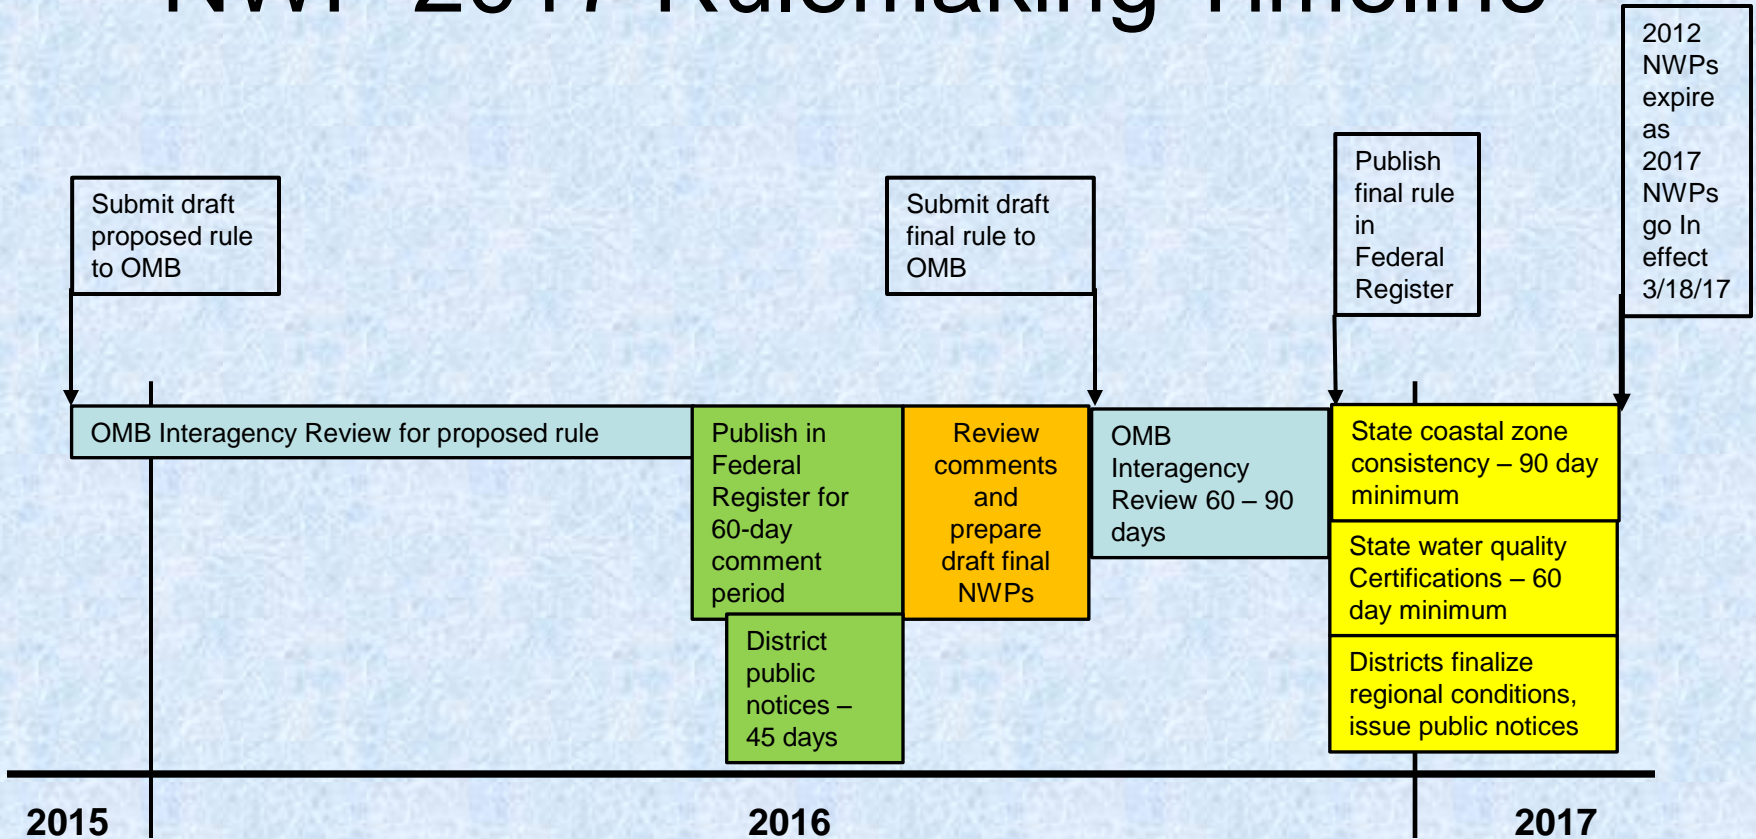 NWP 2017 Rulemaking Timeline
2012
NWPs
expire
as
2017
NWPs
go In
effect
3/18/17
Publish
final rule
in
Federal
Register
Submit draft
proposed rule
to OMB
Submit draft
final rule to
OMB
OMB Interagency Review for proposed rule
Publish in
Federal
Register for
60-day
comment
period
Review
comments
and
prepare
draft final
NWPs
OMB
Interagency
Review 60 – 90
days
State coastal zone
consistency – 90 day
minimum
State water quality
Certifications – 60
day minimum
District
public
notices –
45 days
Districts finalize
regional conditions,
issue public notices
2015
2016
2017